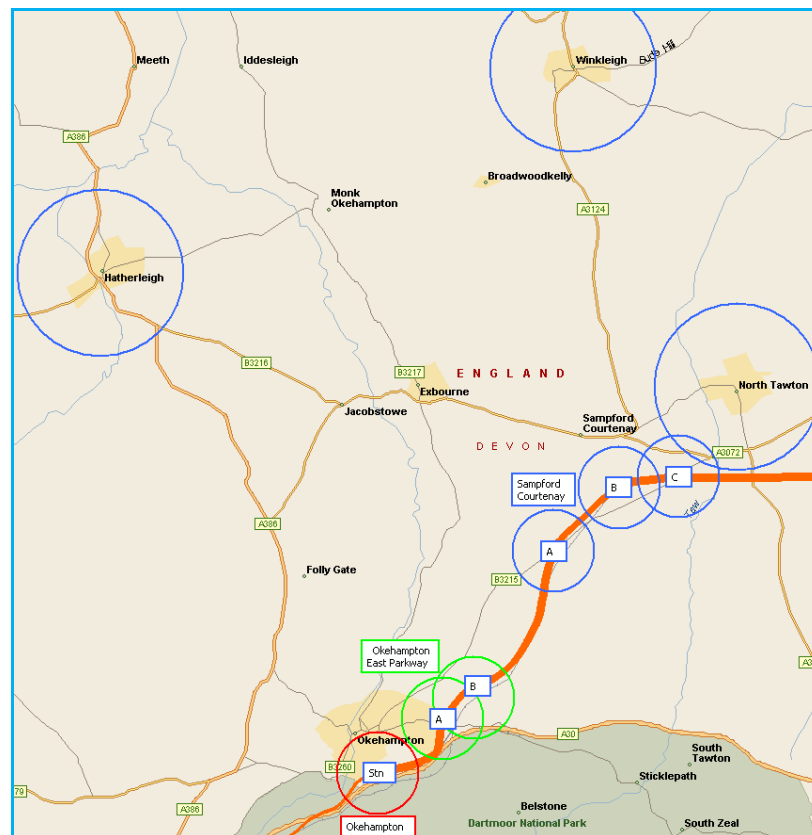 Meeth
Iddesleigh
Winkleigh
A386
Broadwoodkelly
Monk
Okehampton
A3124
Hatherleigh
B3216
B3217
ENGLAND
Exbourne
North Tawton
Jacobstowe
Sampford
Courtenay
DEVON
A3072
Sampford
Courtenay
B
C
A386
A
Folly Gate
B3215
Okehampton
East Parkway
B
A
Okehampton
A30
South
Tawton
B3260
Stn
Sticklepath
79
A386
Belstone
Okehampton
Dartmoor National Park
South Zeal